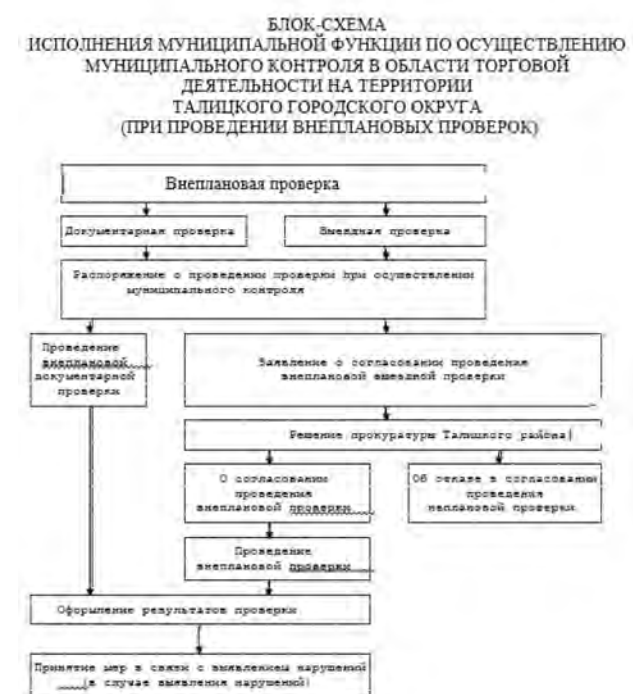 БЛОК-СХЕМА
ИСПОЛНЕНИЯ МУНИЦИПАЛЬНОЙ ФУНКЦИИ ПО ОСУЩЕСТВЛЕНИЮ
МУНИЦИПАЛЬНОГО КОНТРОЛЯ В ОБЛАСТИ ТОРГОВОЙ
ДЕЯТЕЛЬНОСТИ НА ТЕРРИТОРИИ
ТАЛИЦКОГО ГОРОДСКОГО ОКРУГА
(ПРИ ПРОВЕДЕНИИ ВНЕПЛАНОВЫХ ПРОВЕРОК)
Внеплановая проверка
Документарная проверка
Выездная проверка
Распоряжение о проведении проверки при осуществлении
муниципального контроля
Проведение
внеплановой
документарной
проверки
Заявление о согласовании проведения
внеплановой выездной проверки
Решение прокуратуры Талицкого района
О согласовании
проведения
внеплановой проверки
Об отказе в согласовании
проведения
неплановой проверки
Проведение
внеплановой проверки
Оформление результатов проверки
Принятие мер в связи с выявлением нарушений
(в случае выявления нарушений)